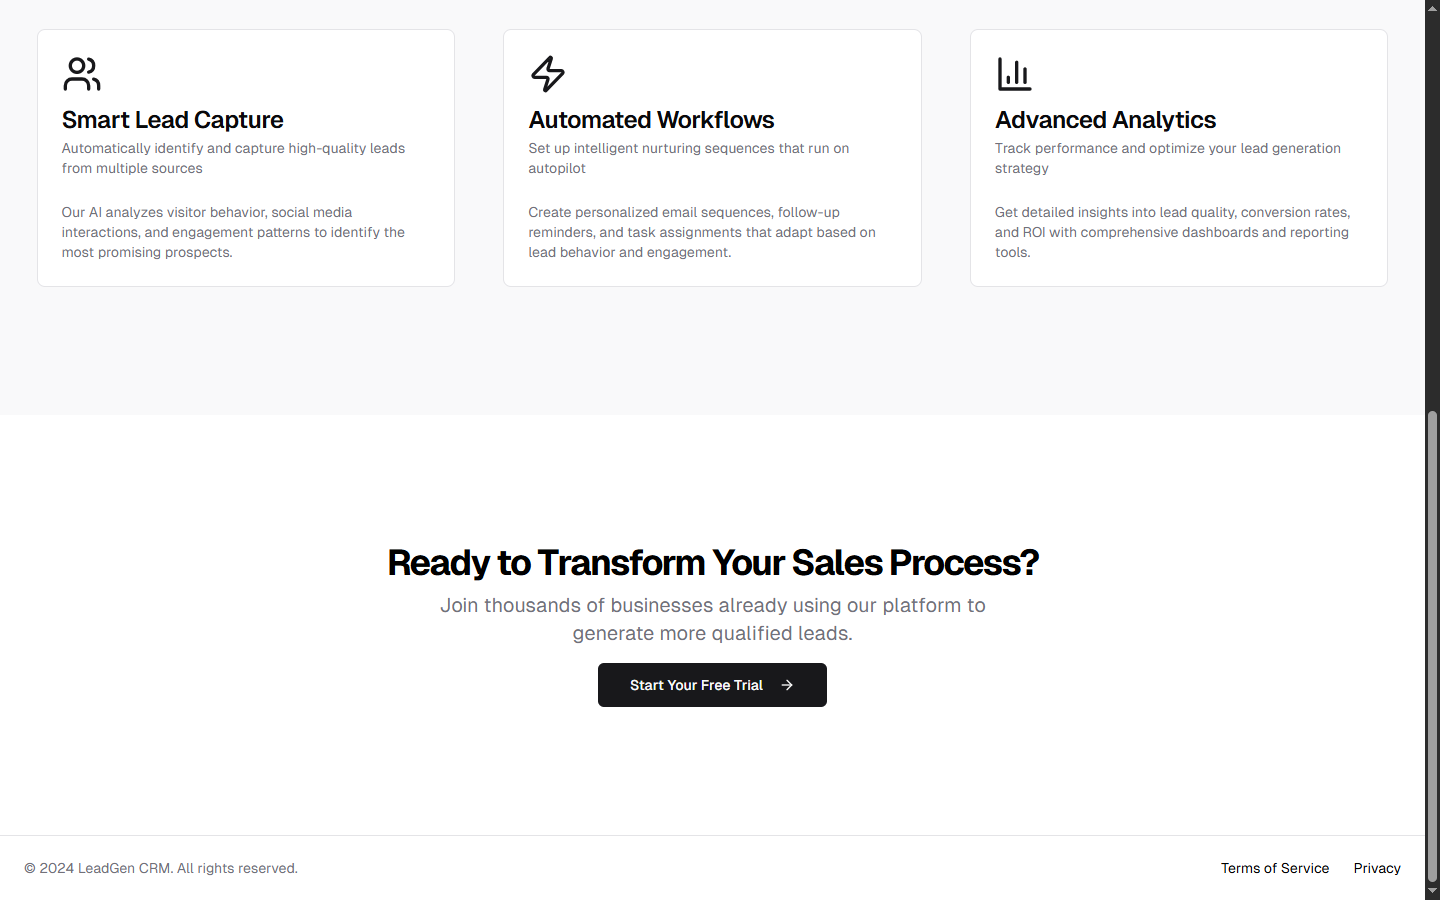 Smart Lead Capture
Automatically identify and capture high-quality leads
from multiple sources
Our AI analyzes visitor behavior, social media
interactions, and engagement patterns to identify the
most promising prospects.
Automated Workflows
Set up intelligent nurturing sequences that run on
autopilot
Create personalized email sequences, follow-up
reminders, and task assignments that adapt based on
lead behavior and engagement.
Advanced Analytics
Track performance and optimize your lead generation
strategy
Get detailed insights into lead quality, conversion rates,
and ROI with comprehensive dashboards and reporting
tools.
Ready to Transform Your Sales Process?
Join thousands of businesses already using our platform to
generate more qualified leads.
Start Your Free Trial
© 2024 LeadGen CRM. All rights reserved.
Terms of Service
Privacy